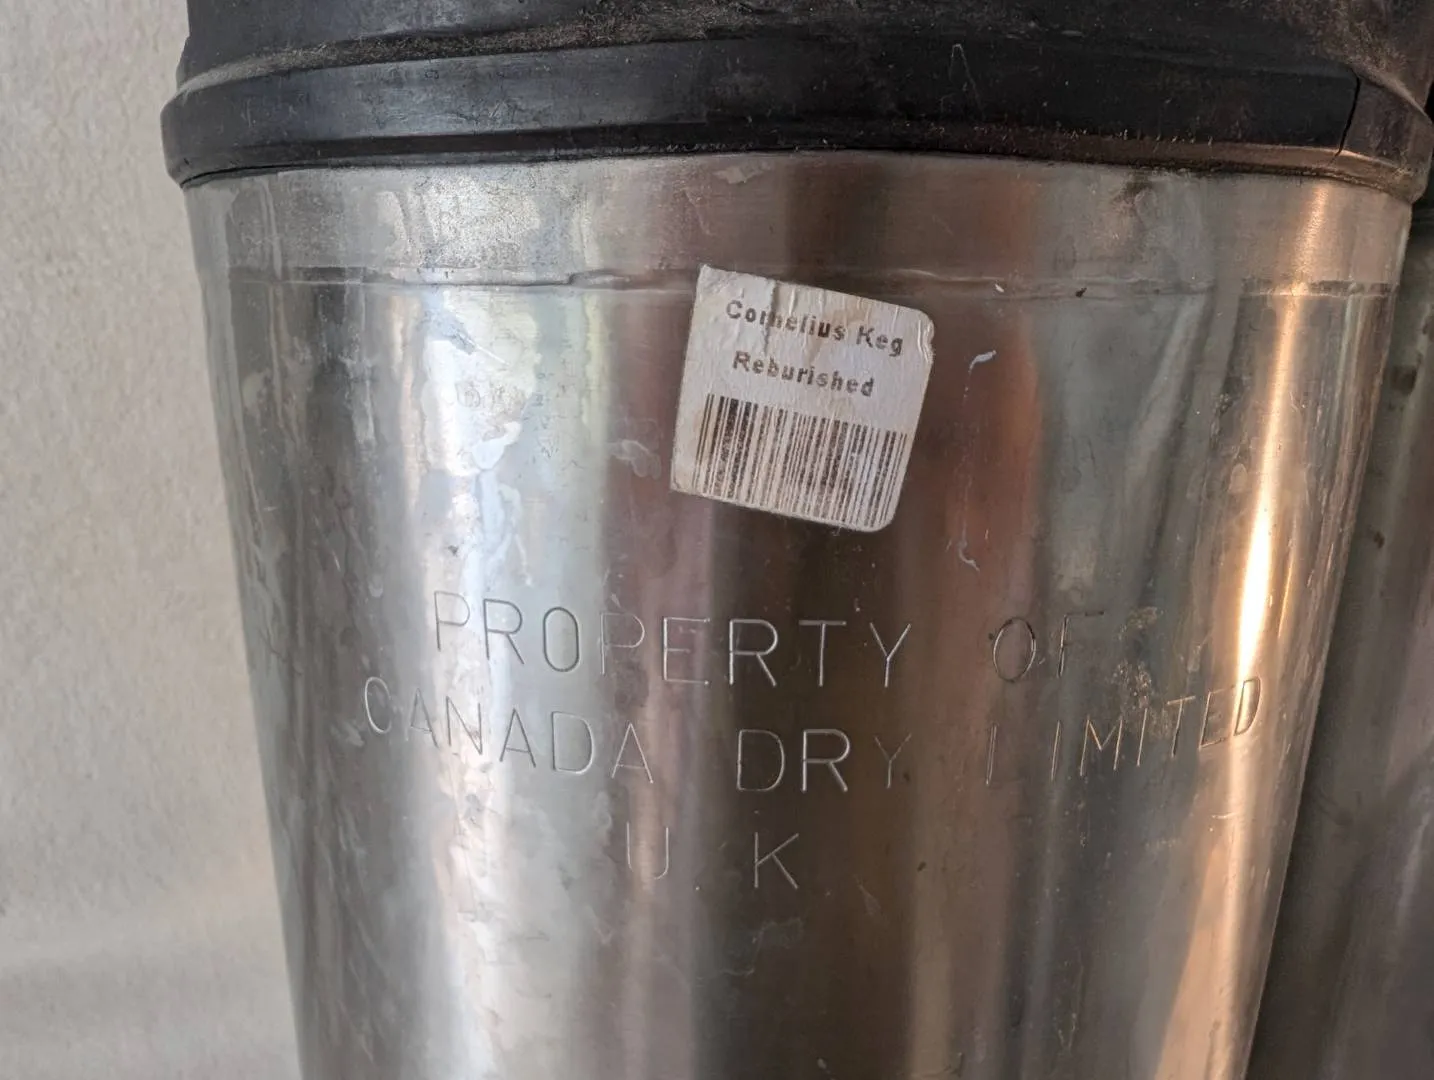 Cornelius Keg
Reburished
PROPERTY OF
CANADA DRY LIMITED
U K